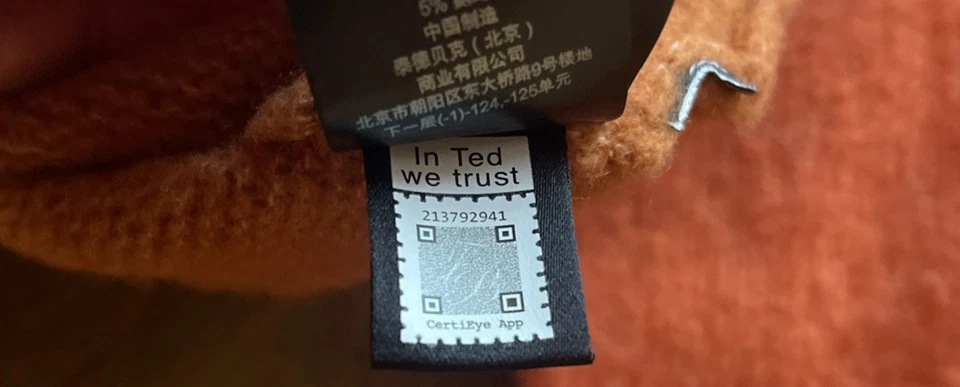 5%
中国制造
泰德贝克（北京）
商业有限公司
北京市朝阳区东大桥路9号楼地
下一层(-1)-124,-125单元
In Ted
we trust
213792941
CertiEye App